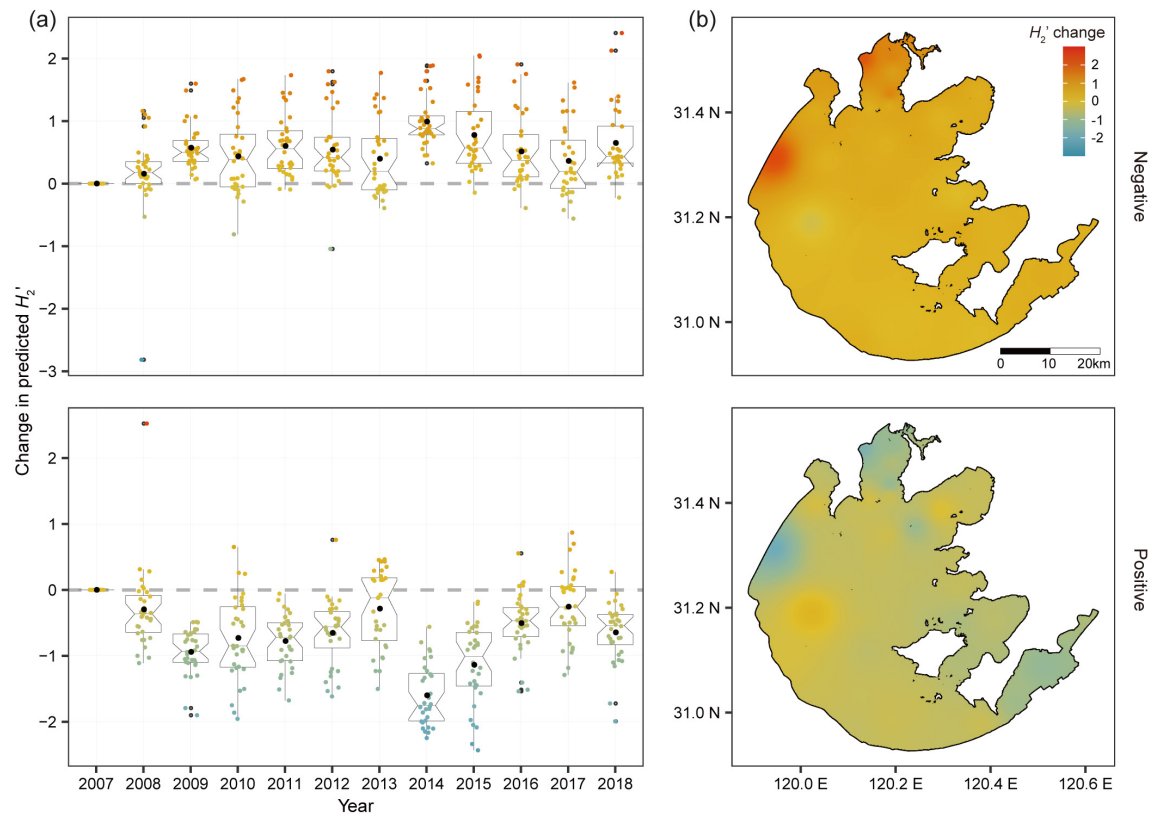 (a)
(b)
Change in predicted H₂'
2
1
0
−1
−2
−3
2
1
0
−1
−2
2007 2008 2009 2010 2011 2012 2013 2014 2015 2016 2017 2018
Year
H₂' change
2
1
0
-1
-2
0 10 20km
31.4 N
31.2 N
31.0 N
Negative
31.4 N
31.2 N
31.0 N
120.0 E 120.2 E 120.4 E 120.6 E
Positive